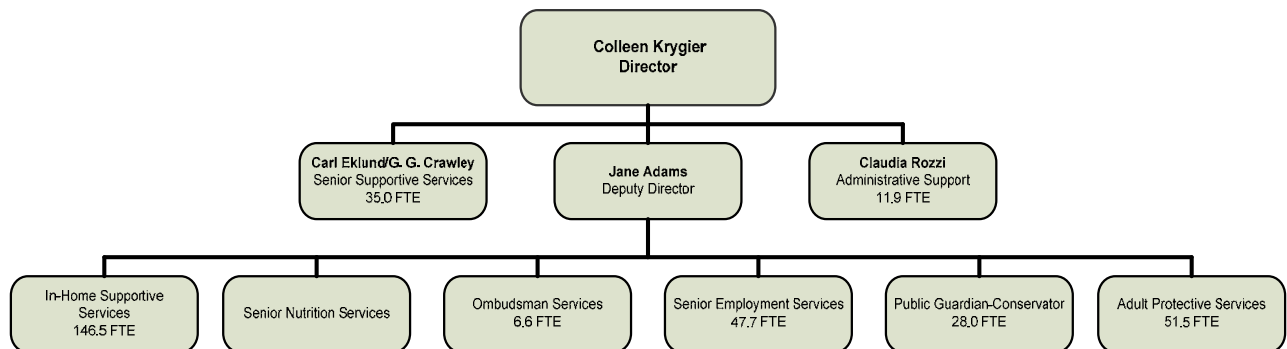 Colleen Krygier
Director
Carl Eklund/G. G. Crawley
Senior Supportive Services
35.0 FTE
Jane Adams
Deputy Director
Claudia Rozzi
Administrative Support
11.9 FTE
In-Home Supportive
Services
146.5 FTE
Senior Nutrition Services
Ombudsman Services
6.6 FTE
Senior Employment Services
47.7 FTE
Public Guardian-Conservator
28.0 FTE
Adult Protective Services
51.5 FTE